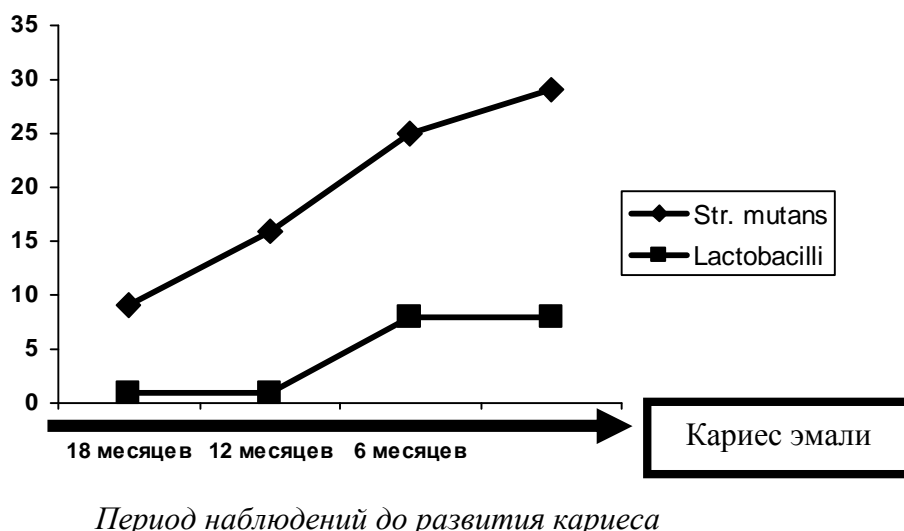 35
30
25
20
15
10
5
0
Str. mutans
Lactobacilli
18 месяцев 12 месяцев 6 месяцев
Кариес эмали
Период наблюдений до развития кариеса